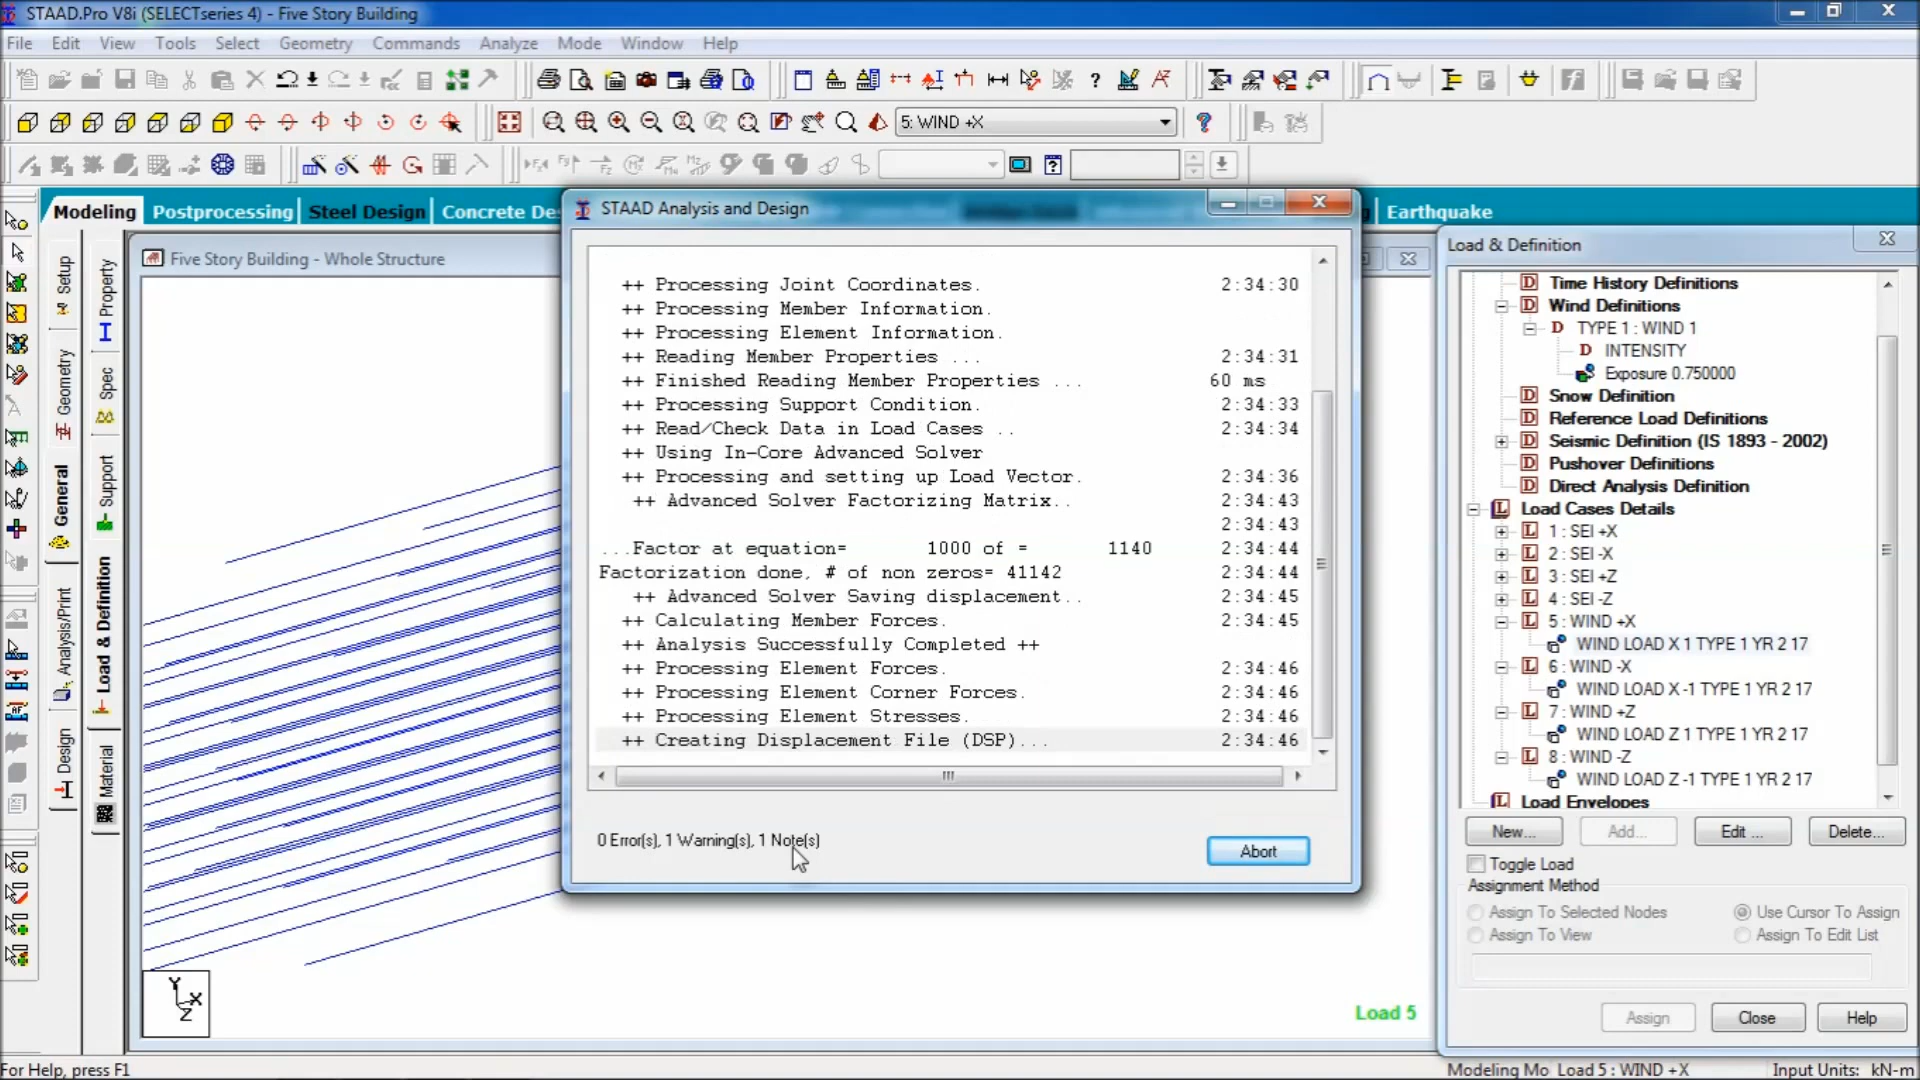 STAAD.Pro V8i (SELECTseries 4) - Five Story Building
File Edit View Tools Select Geometry Commands Analyze Mode Window Help
5: WIND +X
Modeling Postprocessing Steel Design Concrete De
Earthquake
Five Story Building - Whole Structure
Setup
Geometry
General
Analysis/Print
Design
Property
Spec
Support
Load & Definition
Material
STAAD Analysis and Design
++ Processing Joint Coordinates. 2:34:30
++ Processing Member Information.
++ Processing Element Information.
++ Reading Member Properties ... 2:34:31
++ Finished Reading Member Properties ... 60 ms
++ Processing Support Condition. 2:34:33
++ Read/Check Data in Load Cases .. 2:34:34
++ Using In-Core Advanced Solver
++ Processing and setting up Load Vector. 2:34:36
++ Advanced Solver Factorizing Matrix.. 2:34:43
2:34:43
...Factor at equation= 1000 of = 1140 2:34:44
Factorization done, # of non zeros= 41142 2:34:44
++ Advanced Solver Saving displacement.. 2:34:45
++ Calculating Member Forces. 2:34:45
++ Analysis Successfully Completed ++
++ Processing Element Forces. 2:34:46
++ Processing Element Corner Forces. 2:34:46
++ Processing Element Stresses. 2:34:46
++ Creating Displacement File (DSP)... 2:34:46
0 Error(s), 1 Warning(s), 1 Note(s)
Abort
Load & Definition
Time History Definitions
Wind Definitions
TYPE 1 : WIND 1
INTENSITY
Exposure 0.750000
Snow Definition
Reference Load Definitions
Seismic Definition (IS 1893 - 2002)
Pushover Definitions
Direct Analysis Definition
Load Cases Details
1 : SEI +X
2 : SEI -X
3 : SEI +Z
4 : SEI -Z
5 : WIND +X
WIND LOAD X 1 TYPE 1 YR 2 17
6 : WIND -X
WIND LOAD X -1 TYPE 1 YR 2 17
7 : WIND +Z
WIND LOAD Z 1 TYPE 1 YR 2 17
8 : WIND -Z
WIND LOAD Z -1 TYPE 1 YR 2 17
Load Envelopes
New... Add... Edit ... Delete...
Toggle Load
Assignment Method
Assign To Selected Nodes Use Cursor To Assign
Assign To View Assign To Edit List
Assign Close Help
Y
X
Z
Load 5
For Help, press F1
Modeling Mo Load 5 : WIND +X Input Units: kN-m